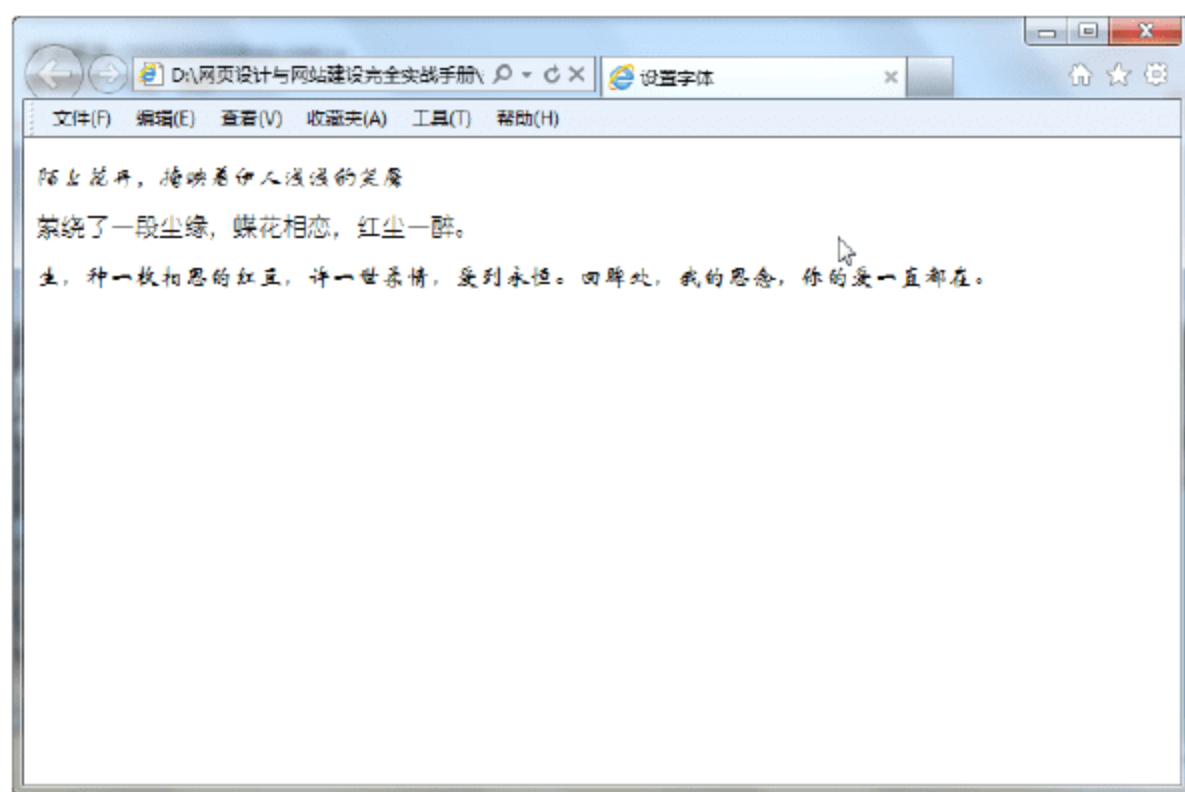 D:\网页设计与网站建设完全实战手册\
设置字体
文件(F) 编辑(E) 查看(V) 收藏夹(A) 工具(T) 帮助(H)
陌上花开，掩映着伊人浅浅的笑靥
萦绕了一段尘缘，蝶花相恋，红尘一醉。
生，种一枚相思的红豆，许一世柔情，爱到永恒。回眸处，我的思念，你的爱一直都在。